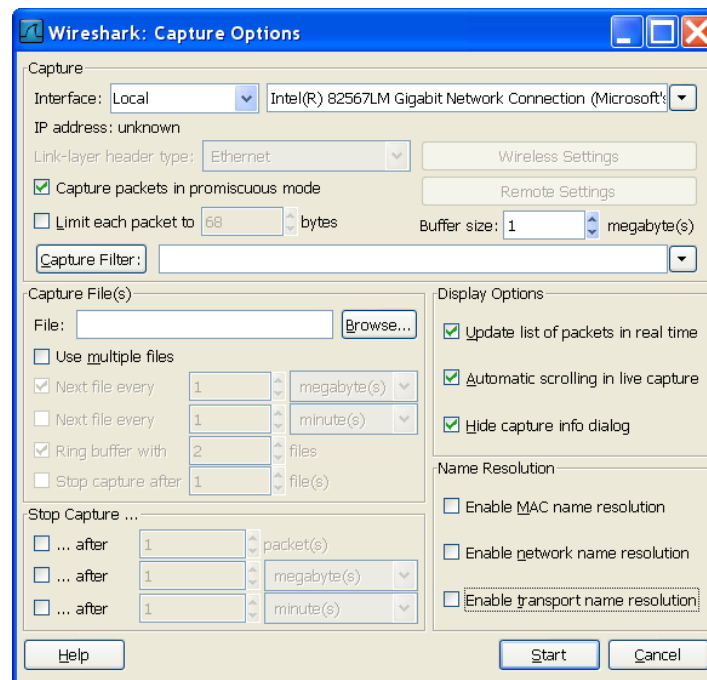 Wireshark: Capture Options
Capture
Interface: Local Intel(R) 82567LM Gigabit Network Connection (Microsoft's
IP address: unknown
Link-layer header type: Ethernet Wireless Settings
Capture packets in promiscuous mode Remote Settings
Limit each packet to 68 bytes Buffer size: 1 megabyte(s)
Capture Filter:
Capture File(s)
File: Browse...
Use multiple files
Next file every 1 megabyte(s)
Next file every 1 minute(s)
Ring buffer with 2 files
Stop capture after 1 file(s)
Stop Capture ...
... after 1 packet(s)
... after 1 megabyte(s)
... after 1 minute(s)
Display Options
Update list of packets in real time
Automatic scrolling in live capture
Hide capture info dialog
Name Resolution
Enable MAC name resolution
Enable network name resolution
Enable transport name resolution
Help Start Cancel